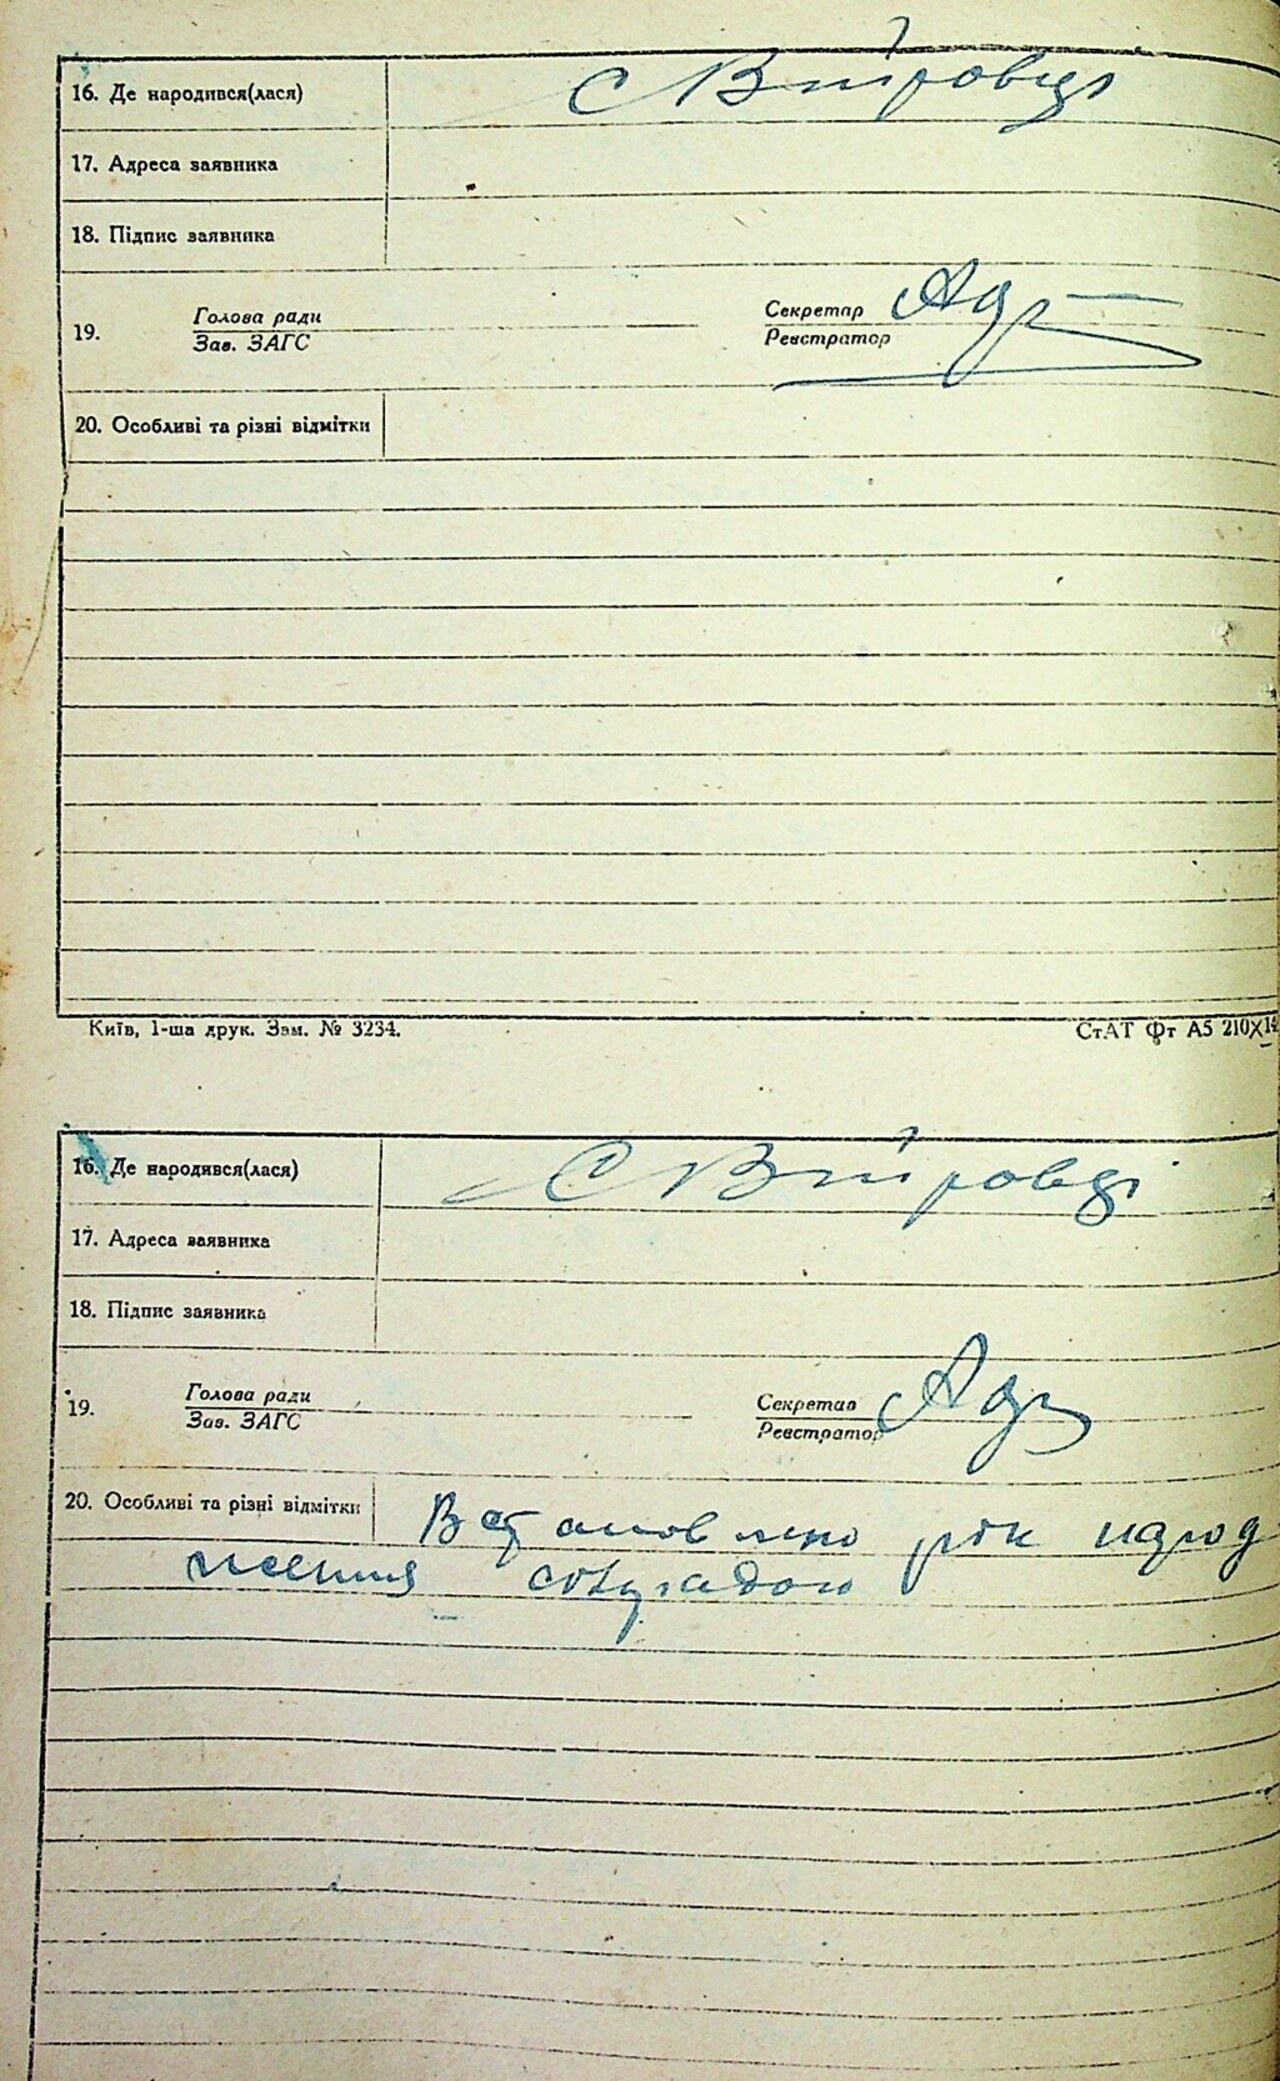 16. Де народився(лася) с Вітровці
17. Адреса заявника
18. Підпис заявника
19. Голова ради Секретар
Зав. ЗАГС Реєстратор
20. Особливі та різні відмітки
Київ, 1-ша друк. Зам. № 3234. СтАТ Фт А5 210X14
16. Де народився(лася) с Вітровці
17. Адреса заявника
18. Підпис заявника
19. Голова ради Секретар
Зав. ЗАГС Реєстратор
20. Особливі та різні відмітки Встановлено рік народ
ження